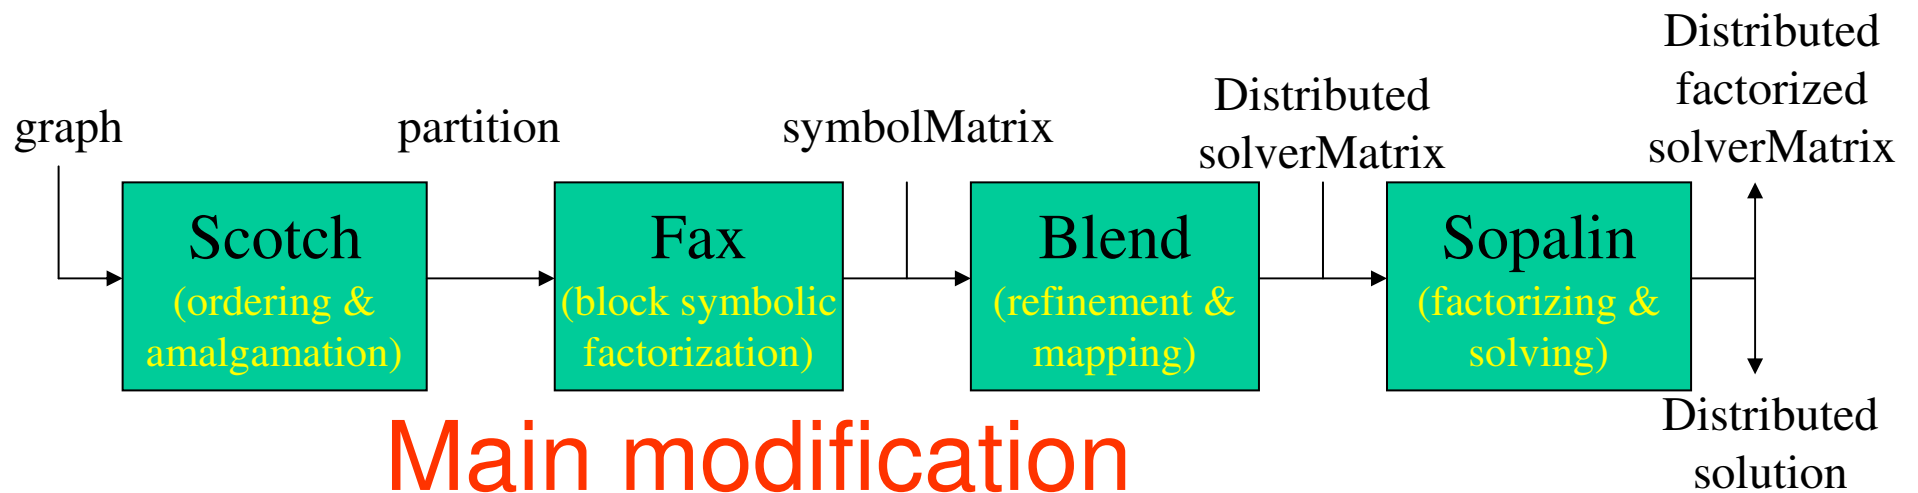 graph
partition
symbolMatrix
Distributed
solverMatrix
Distributed
factorized
solverMatrix
Scotch
(ordering &
amalgamation)
Fax
(block symbolic
factorization)
Blend
(refinement &
mapping)
Sopalin
(factorizing &
solving)
Distributed
solution
Main modification